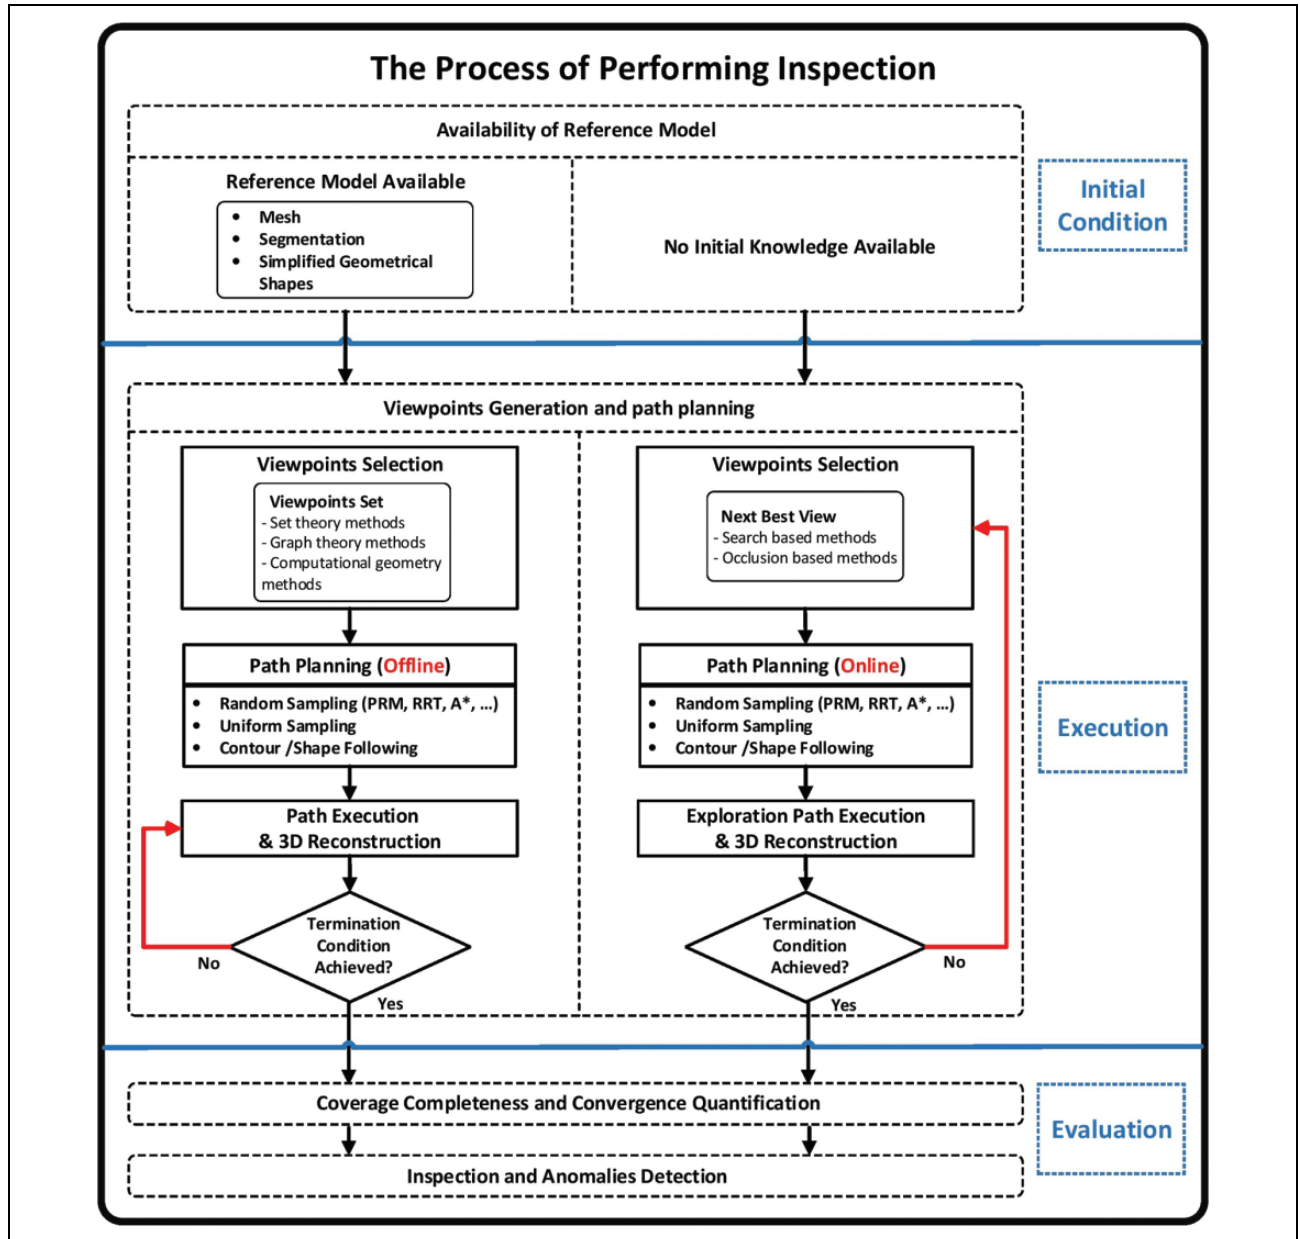 The Process of Performing Inspection
Availability of Reference Model
Reference Model Available
• Mesh
• Segmentation
• Simplified Geometrical
Shapes
No Initial Knowledge Available
Initial
Condition
Viewpoints Generation and path planning
Viewpoints Selection
Viewpoints Set
- Set theory methods
- Graph theory methods
- Computational geometry
methods
Path Planning (Offline)
• Random Sampling (PRM, RRT, A*, ...)
• Uniform Sampling
• Contour /Shape Following
Path Execution
& 3D Reconstruction
Termination
Condition
Achieved?
No
Yes
Viewpoints Selection
Next Best View
- Search based methods
- Occlusion based methods
Path Planning (Online)
• Random Sampling (PRM, RRT, A*, ...)
• Uniform Sampling
• Contour /Shape Following
Exploration Path Execution
& 3D Reconstruction
Termination
Condition
Achieved?
No
Yes
Execution
Coverage Completeness and Convergence Quantification
Inspection and Anomalies Detection
Evaluation